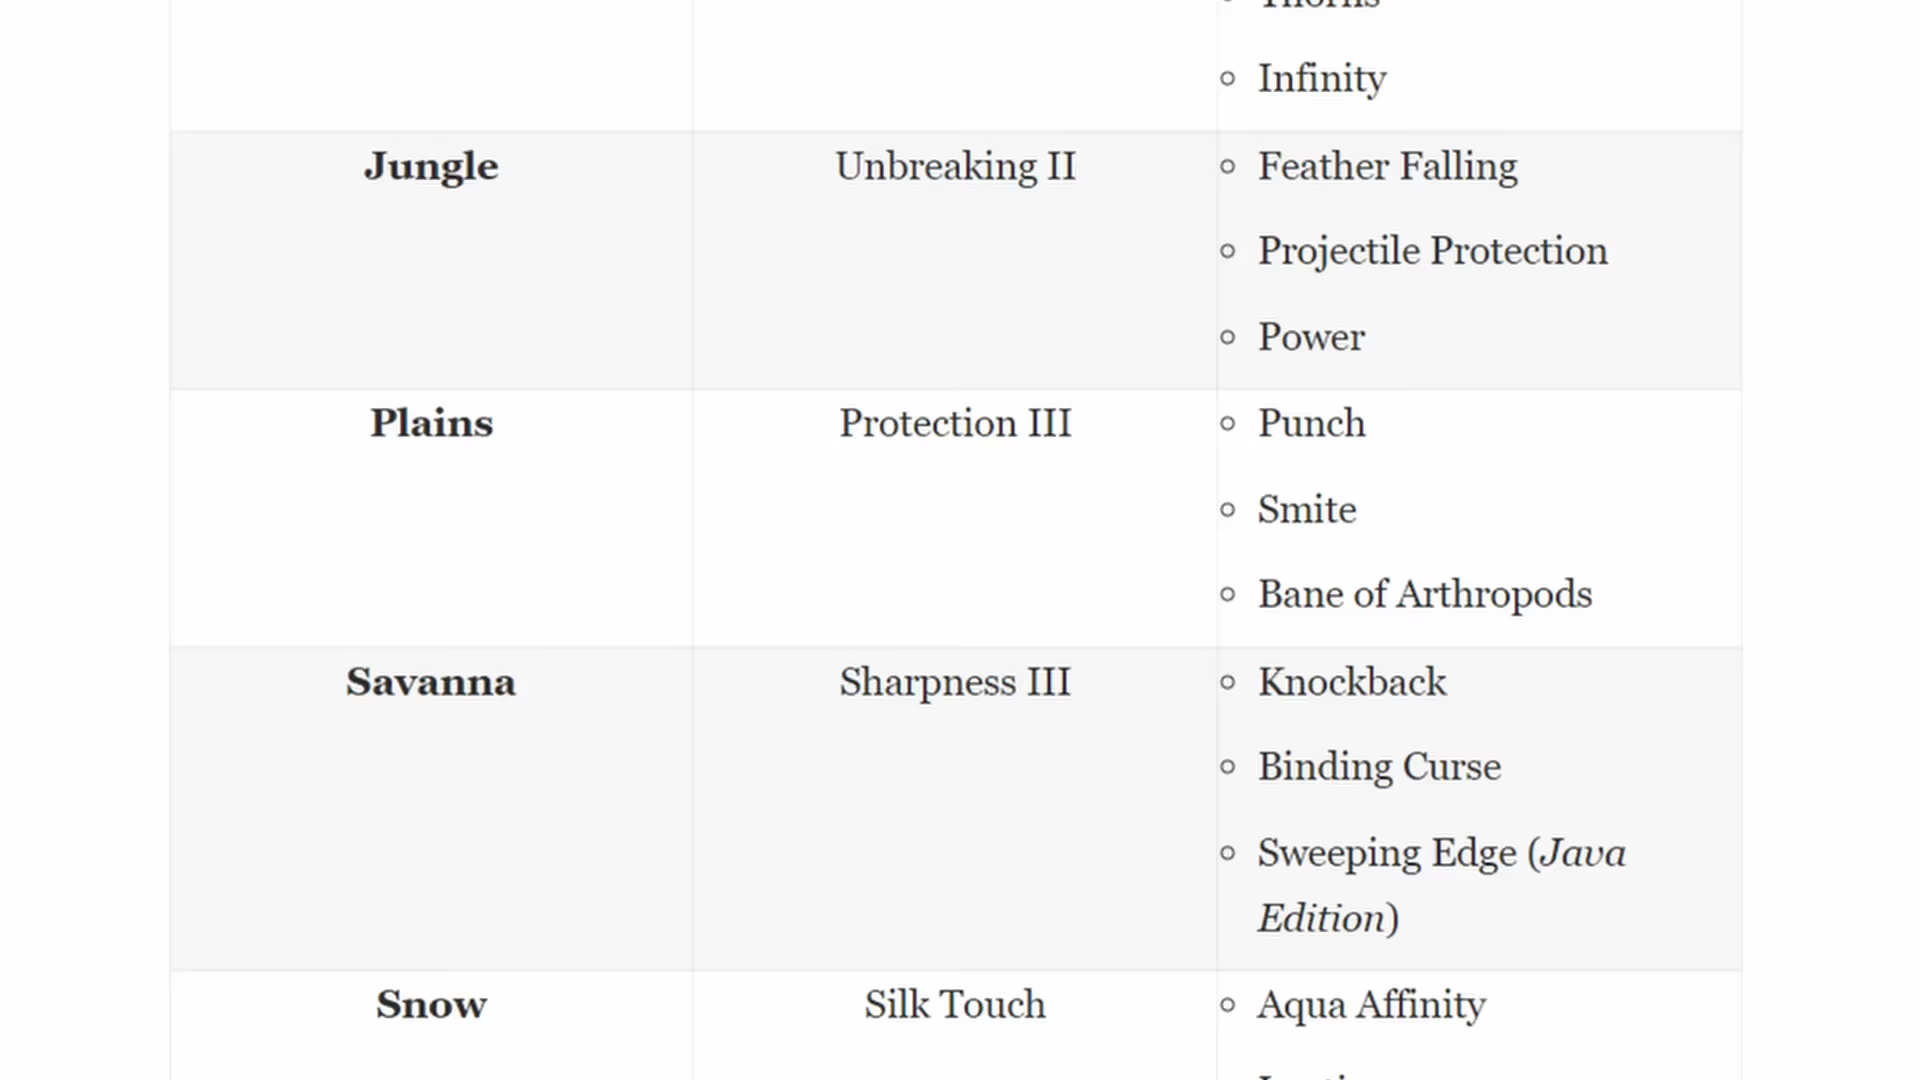 Thorns
Infinity
Jungle
Unbreaking II
Feather Falling
Projectile Protection
Power
Plains
Protection III
Punch
Smite
Bane of Arthropods
Savanna
Sharpness III
Knockback
Binding Curse
Sweeping Edge (Java
Edition)
Snow
Silk Touch
Aqua Affinity